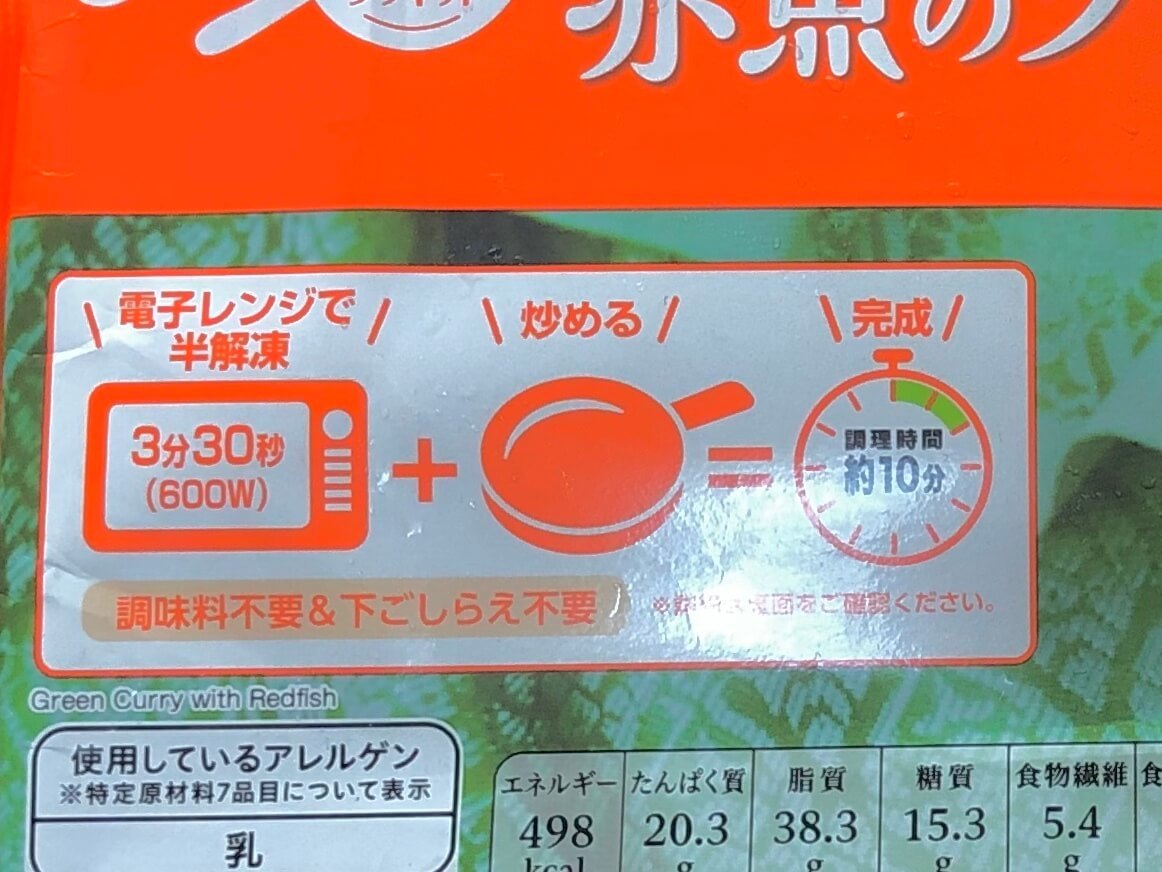 赤魚の
電子レンジで
半解凍
炒める
完成
3分30秒
(600W)
+
=
調理時間
約10分
調味料不要&下ごしらえ不要
面をご確認ください。
Green Curry with Redfish
使用しているアレルゲン
※特定原材料7品目について表示
乳
エネルギー たんぱく質 脂質 糖質 食物繊維 食
498 20.3 38.3 15.3 5.4
kcal g g g g